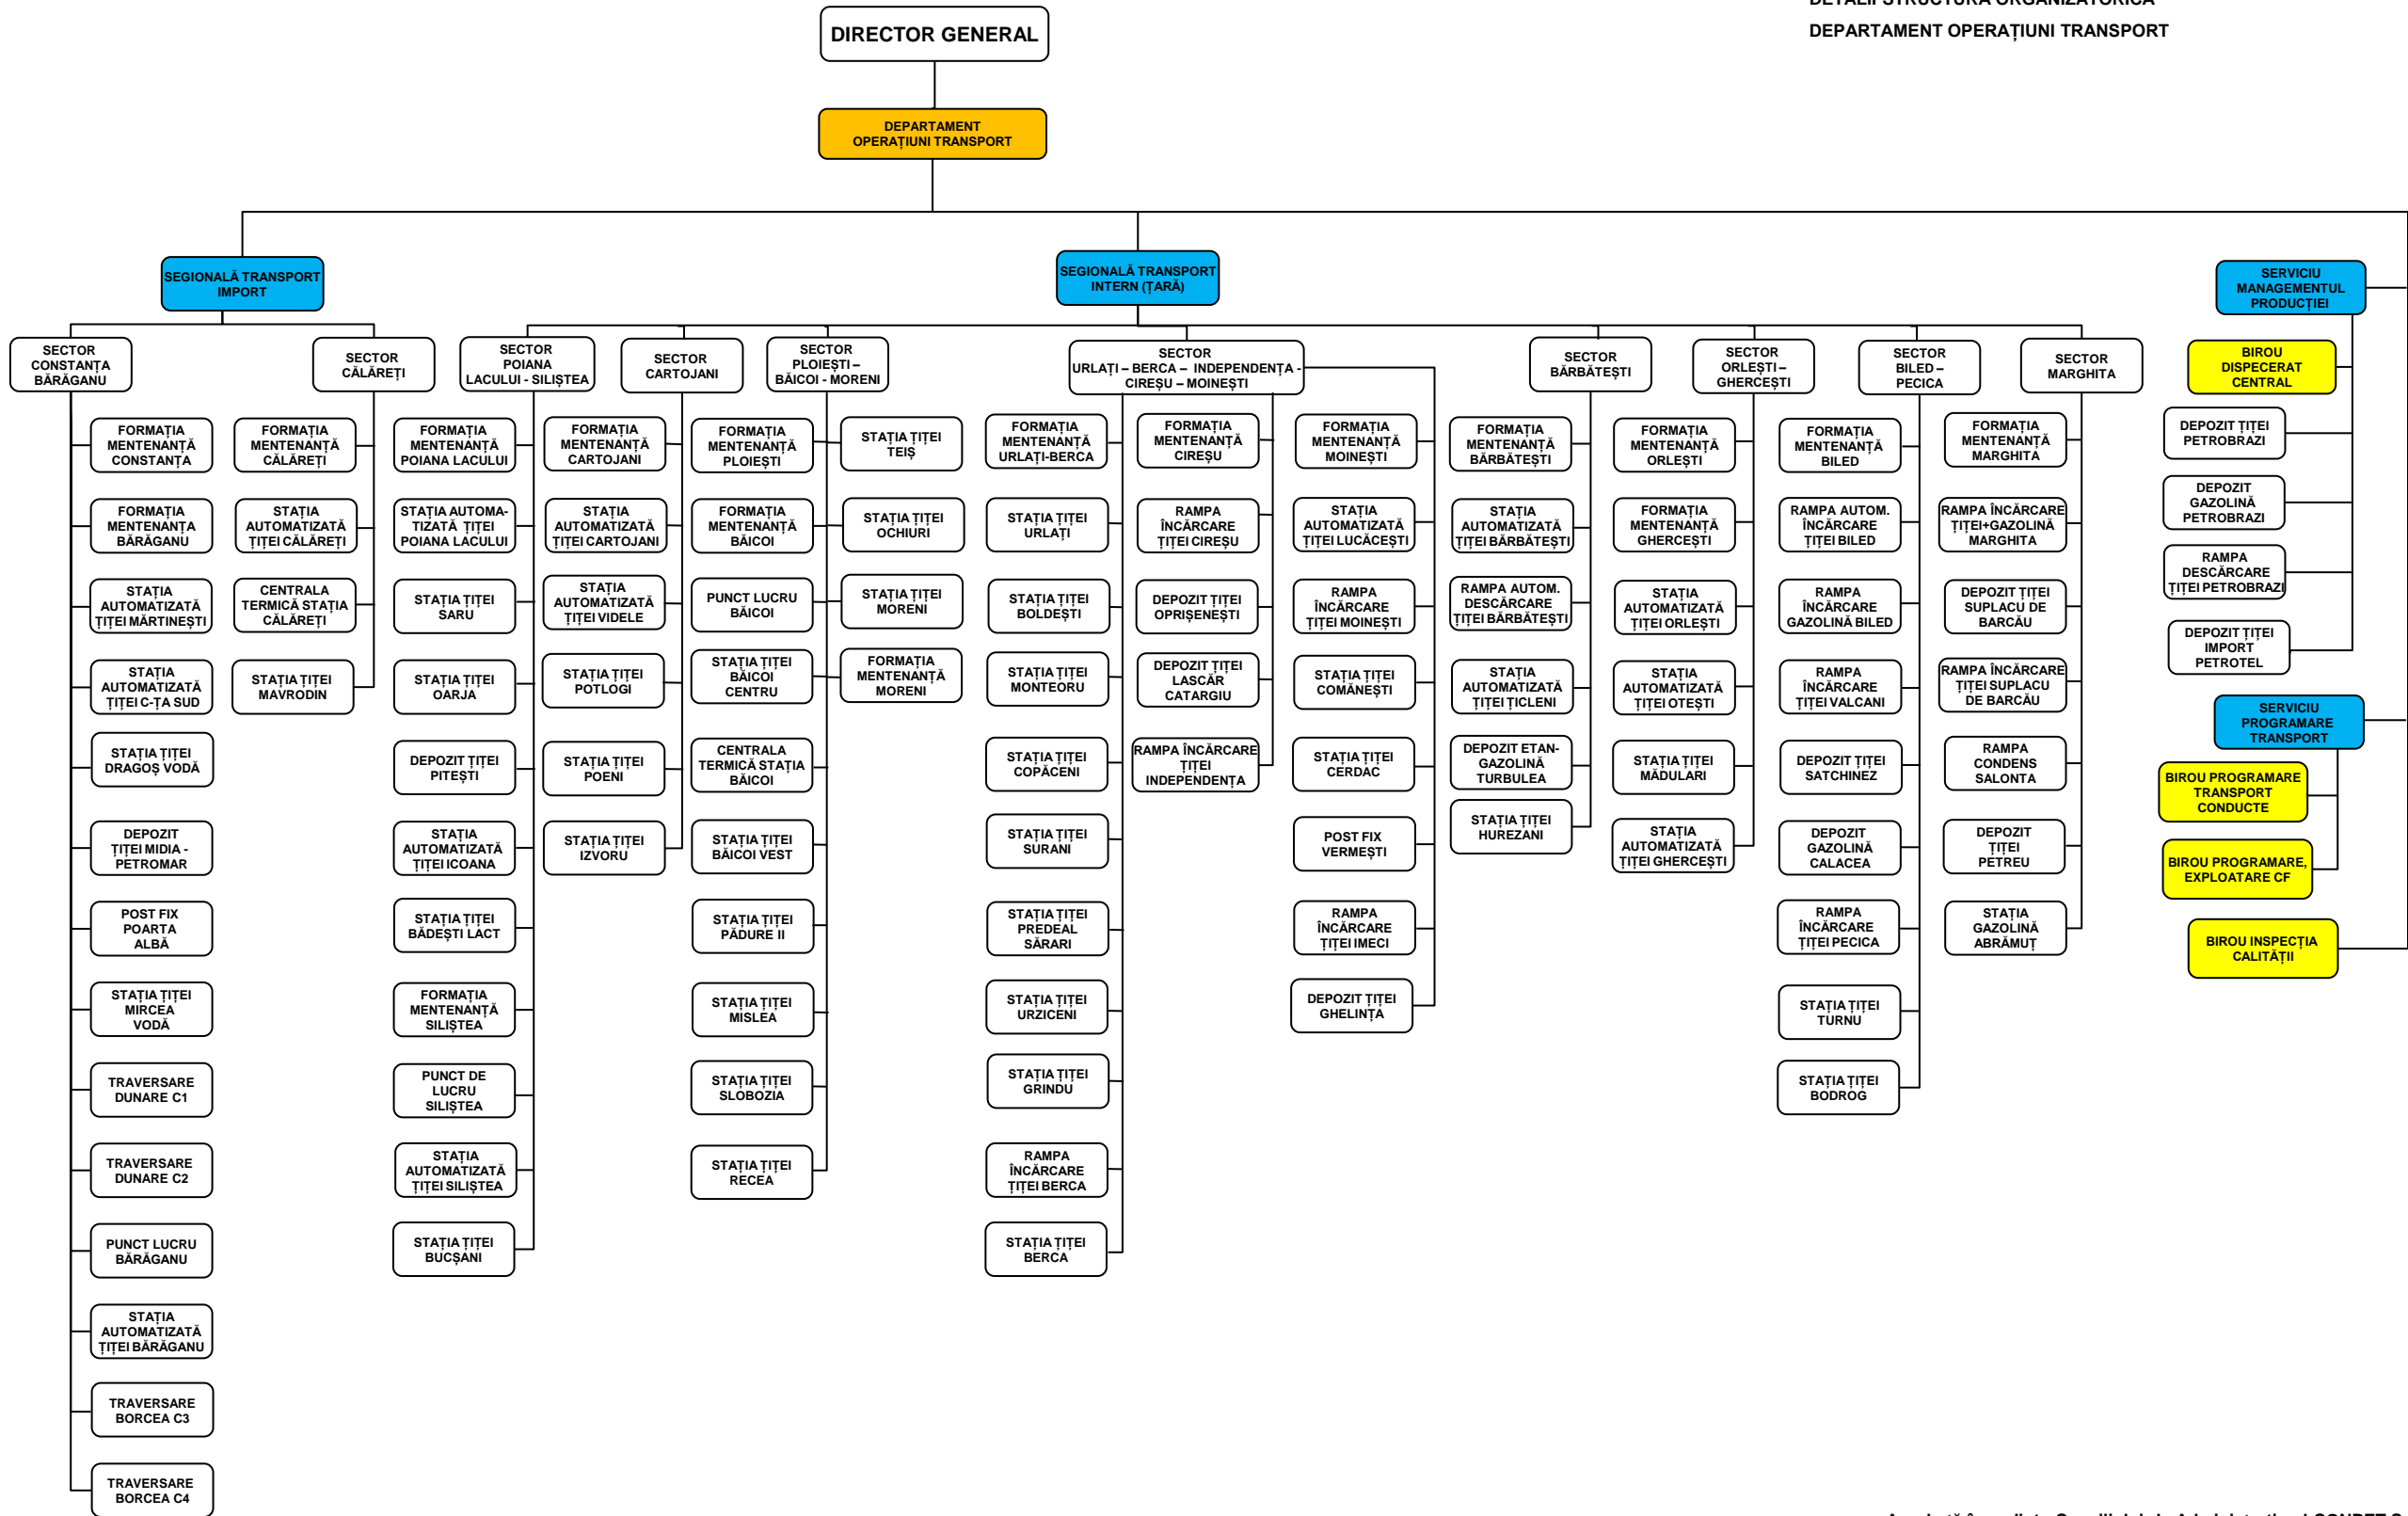 DETALII STRUCTURA ORGANIZATORICĂ
DEPARTAMENT OPERAȚIUNI TRANSPORT
DIRECTOR GENERAL
DEPARTAMENT
OPERAȚIUNI TRANSPORT
SEGIONALĂ TRANSPORT
IMPORT
SEGIONALĂ TRANSPORT
INTERN (ȚARĂ)
SERVICIU
MANAGEMENTUL
PRODUCȚIEI
SECTOR
CONSTANȚA
BĂRĂGANU
SECTOR
CĂLĂREȚI
SECTOR
POIANA
LACULUI - SILIȘTEA
SECTOR
CARTOJANI
SECTOR
PLOIEȘTI –
BĂICOI - MORENI
SECTOR
URLAȚI – BERCA – INDEPENDENȚA -
CIREȘU – MOINEȘTI
SECTOR
BĂRBĂTEȘTI
SECTOR
ORLEȘTI –
GHERCEȘTI
SECTOR
BILED –
PECICA
SECTOR
MARGHITA
FORMAȚIA
MENTENANȚĂ
CONSTANȚA
FORMAȚIA
MENTENANȚA
BĂRĂGANU
STAȚIA
AUTOMATIZATĂ
ȚIȚEI MĂRTINEȘTI
STAȚIA
AUTOMATIZATĂ
ȚIȚEI C-ȚA SUD
STAȚIA ȚIȚEI
DRAGOȘ VODĂ
DEPOZIT
ȚIȚEI MIDIA -
PETROMAR
POST FIX
POARTA
ALBĂ
STAȚIA ȚIȚEI
MIRCEA
VODĂ
TRAVERSARE
DUNARE C1
TRAVERSARE
DUNARE C2
PUNCT LUCRU
BĂRĂGANU
STAȚIA
AUTOMATIZATĂ
ȚIȚEI BĂRĂGANU
TRAVERSARE
BORCEA C3
TRAVERSARE
BORCEA C4
FORMAȚIA
MENTENANȚĂ
CĂLĂREȚI
STAȚIA
AUTOMATIZATĂ
ȚIȚEI CĂLĂREȚI
CENTRALA
TERMICĂ STAȚIA
CĂLĂREȚI
STAȚIA ȚIȚEI
MAVRODIN
FORMAȚIA
MENTENANȚĂ
POIANA LACULUI
STAȚIA AUTOMA-
TIZATĂ ȚIȚEI
POIANA LACULUI
STAȚIA ȚIȚEI
SARU
STAȚIA ȚIȚEI
OARJA
DEPOZIT ȚIȚEI
PITEȘTI
STAȚIA
AUTOMATIZATĂ
ȚIȚEI ICOANA
STAȚIA ȚIȚEI
BĂDEȘTI LACT
FORMAȚIA
MENTENANȚĂ
SILIȘTEA
PUNCT DE
LUCRU
SILIȘTEA
STAȚIA
AUTOMATIZATĂ
ȚIȚEI SILIȘTEA
STAȚIA ȚIȚEI
BUCȘANI
FORMAȚIA
MENTENANȚĂ
CARTOJANI
STAȚIA
AUTOMATIZATĂ
ȚIȚEI CARTOJANI
STAȚIA
AUTOMATIZATĂ
ȚIȚEI VIDELE
STAȚIA ȚIȚEI
POTLOGI
STAȚIA ȚIȚEI
POENI
STAȚIA ȚIȚEI
IZVORU
FORMAȚIA
MENTENANȚĂ
PLOIEȘTI
FORMAȚIA
MENTENANȚĂ
BĂICOI
PUNCT LUCRU
BĂICOI
STAȚIA ȚIȚEI
BĂICOI
CENTRU
CENTRALA
TERMICĂ STAȚIA
BĂICOI
STAȚIA ȚIȚEI
BĂICOI VEST
STAȚIA ȚIȚEI
PĂDURE II
STAȚIA ȚIȚEI
MISLEA
STAȚIA ȚIȚEI
SLOBOZIA
STAȚIA ȚIȚEI
RECEA
STAȚIA ȚIȚEI
TEIȘ
STAȚIA ȚIȚEI
OCHIURI
STAȚIA ȚIȚEI
MORENI
FORMAȚIA
MENTENANȚĂ
MORENI
FORMAȚIA
MENTENANȚĂ
URLAȚI-BERCA
STAȚIA ȚIȚEI
URLAȚI
STAȚIA ȚIȚEI
BOLDEȘTI
STAȚIA ȚIȚEI
MONTEORU
STAȚIA ȚIȚEI
COPĂCENI
STAȚIA ȚIȚEI
SURANI
STAȚIA ȚIȚEI
PREDEAL
SĂRARI
STAȚIA ȚIȚEI
URZICENI
STAȚIA ȚIȚEI
GRINDU
RAMPA
ÎNCĂRCARE
ȚIȚEI BERCA
STAȚIA ȚIȚEI
BERCA
FORMAȚIA
MENTENANȚĂ
CIREȘU
RAMPA
ÎNCĂRCARE
ȚIȚEI CIREȘU
DEPOZIT ȚIȚEI
OPRIȘENEȘTI
DEPOZIT ȚIȚEI
LASCĂR
CATARGIU
RAMPA ÎNCĂRCARE
ȚIȚEI
INDEPENDENȚA
FORMAȚIA
MENTENANȚĂ
MOINEȘTI
STAȚIA
AUTOMATIZATĂ
ȚIȚEI LUCĂCEȘTI
RAMPA
ÎNCĂRCARE
ȚIȚEI MOINEȘTI
STAȚIA ȚIȚEI
COMĂNEȘTI
STAȚIA ȚIȚEI
CERDAC
POST FIX
VERMEȘTI
RAMPA
ÎNCĂRCARE
ȚIȚEI IMECI
DEPOZIT ȚIȚEI
GHELINȚA
FORMAȚIA
MENTENANȚĂ
BĂRBĂTEȘTI
STAȚIA
AUTOMATIZATĂ
ȚIȚEI BĂRBĂTEȘTI
RAMPA AUTOM.
DESCĂRCARE
ȚIȚEI BĂRBĂTEȘTI
STAȚIA
AUTOMATIZATĂ
ȚIȚEI ȚICLENI
DEPOZIT ETAN-
GAZOLINĂ
TURBULEA
STAȚIA ȚIȚEI
HUREZANI
FORMAȚIA
MENTENANȚĂ
ORLEȘTI
FORMAȚIA
MENTENANȚĂ
GHERCEȘTI
STAȚIA
AUTOMATIZATĂ
ȚIȚEI ORLEȘTI
STAȚIA
AUTOMATIZATĂ
ȚIȚEI OTEȘTI
STAȚIA ȚIȚEI
MĂDULARI
STAȚIA
AUTOMATIZATĂ
ȚIȚEI GHERCEȘTI
FORMAȚIA
MENTENANȚĂ
BILED
RAMPA AUTOM.
ÎNCĂRCARE
ȚIȚEI BILED
RAMPA
ÎNCĂRCARE
GAZOLINĂ BILED
RAMPA
ÎNCĂRCARE
ȚIȚEI VALCANI
DEPOZIT ȚIȚEI
SATCHINEZ
DEPOZIT
GAZOLINĂ
CALACEA
RAMPA
ÎNCĂRCARE
ȚIȚEI PECICA
STAȚIA ȚIȚEI
TURNU
STAȚIA ȚIȚEI
BODROG
FORMAȚIA
MENTENANȚĂ
MARGHITA
RAMPA ÎNCĂRCARE
ȚIȚEI+GAZOLINĂ
MARGHITA
DEPOZIT ȚIȚEI
SUPLACU DE
BARCĂU
RAMPA ÎNCĂRCARE
ȚIȚEI SUPLACU
DE BARCĂU
RAMPA
CONDENS
SALONTA
DEPOZIT
ȚIȚEI
PETREU
STAȚIA
GAZOLINĂ
ABRĂMUȚ
BIROU
DISPECERAT
CENTRAL
DEPOZIT ȚIȚEI
PETROBRAZI
DEPOZIT
GAZOLINĂ
PETROBRAZI
RAMPA
DESCĂRCARE
ȚIȚEI PETROBRAZI
DEPOZIT ȚIȚEI
IMPORT
PETROTEL
SERVICIU
PROGRAMARE
TRANSPORT
BIROU PROGRAMARE
TRANSPORT
CONDUCTE
BIROU PROGRAMARE,
EXPLOATARE CF
BIROU INSPECȚIA
CALITĂȚII